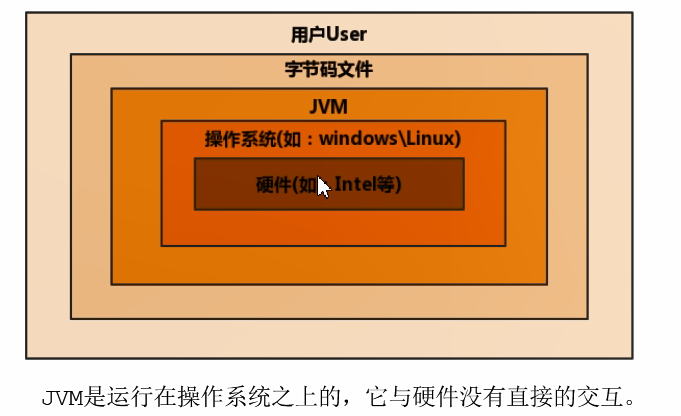 用户User
字节码文件
JVM
操作系统(如：windows\Linux)
硬件(如 Intel等)
JVM是运行在操作系统之上的，它与硬件没有直接的交互。